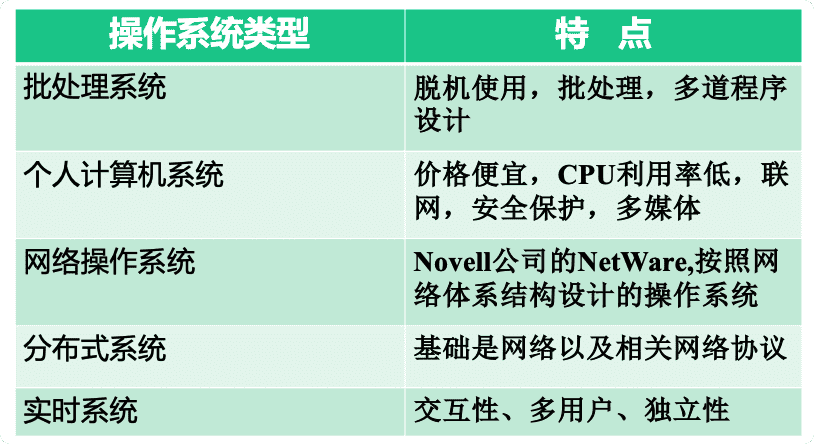 操作系统类型
特 点
批处理系统
脱机使用，批处理，多道程序
设计
个人计算机系统
价格便宜，CPU利用率低，联
网，安全保护，多媒体
网络操作系统
Novell公司的NetWare,按照网
络体系结构设计的操作系统
分布式系统
基础是网络以及相关网络协议
实时系统
交互性、多用户、独立性